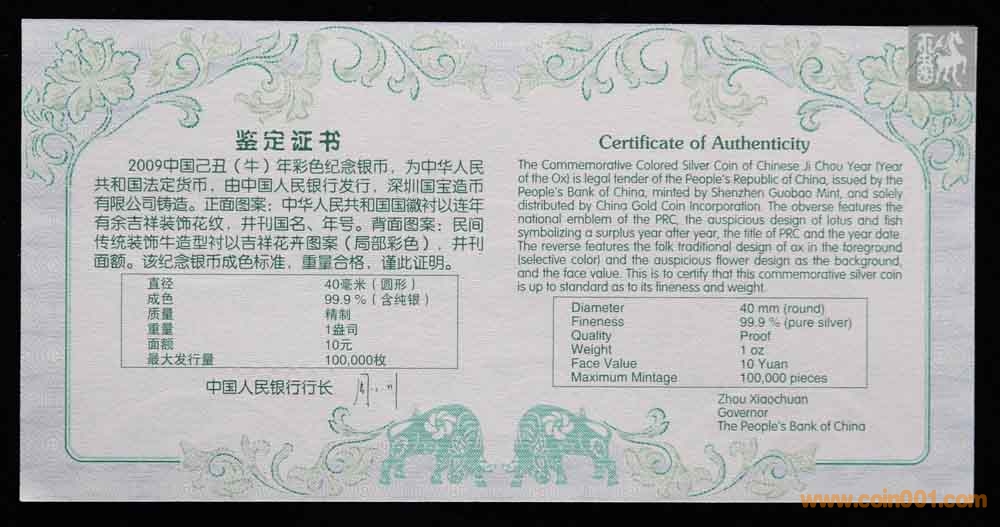 鉴定证书
2009中国己丑（牛）年彩色纪念银币，为中华人民
共和国法定货币，由中国人民银行发行，深圳国宝造币
有限公司铸造。正面图案：中华人民共和国国徽衬以连年
有余吉祥装饰花纹，并刊国名、年号。背面图案：民间
传统装饰牛造型衬以吉祥花卉图案（局部彩色），并刊
面额。该纪念银币成色标准，重量合格，谨此证明。
直径 40毫米（圆形）
成色 99.9％（含纯银）
质量 精制
重量 1盎司
面额 10元
最大发行量 100,000枚
中国人民银行行长
Certificate of Authenticity
The Commemorative Colored Silver Coin of Chinese Ji Chou Year (Year
of the Ox) is legal tender of the People's Republic of China, issued by the
People's Bank of China, minted by Shenzhen Guobao Mint, and solely
distributed by China Gold Coin Incorporation. The obverse features the
national emblem of the PRC, the auspicious design of lotus and fish
symbolizing a surplus year after year, the title of PRC and the year date.
The reverse features the folk traditional design of ox in the foreground
(selective color) and the auspicious flower design as the background,
and the face value. This is to certify that this commemorative silver coin
is up to standard as to its fineness and weight.
Diameter 40 mm (round)
Fineness 99.9 % (pure silver)
Quality Proof
Weight 1 oz
Face Value 10 Yuan
Maximum Mintage 100,000 pieces
Zhou Xiaochuan
Governor
The People's Bank of China
www.coin001.com